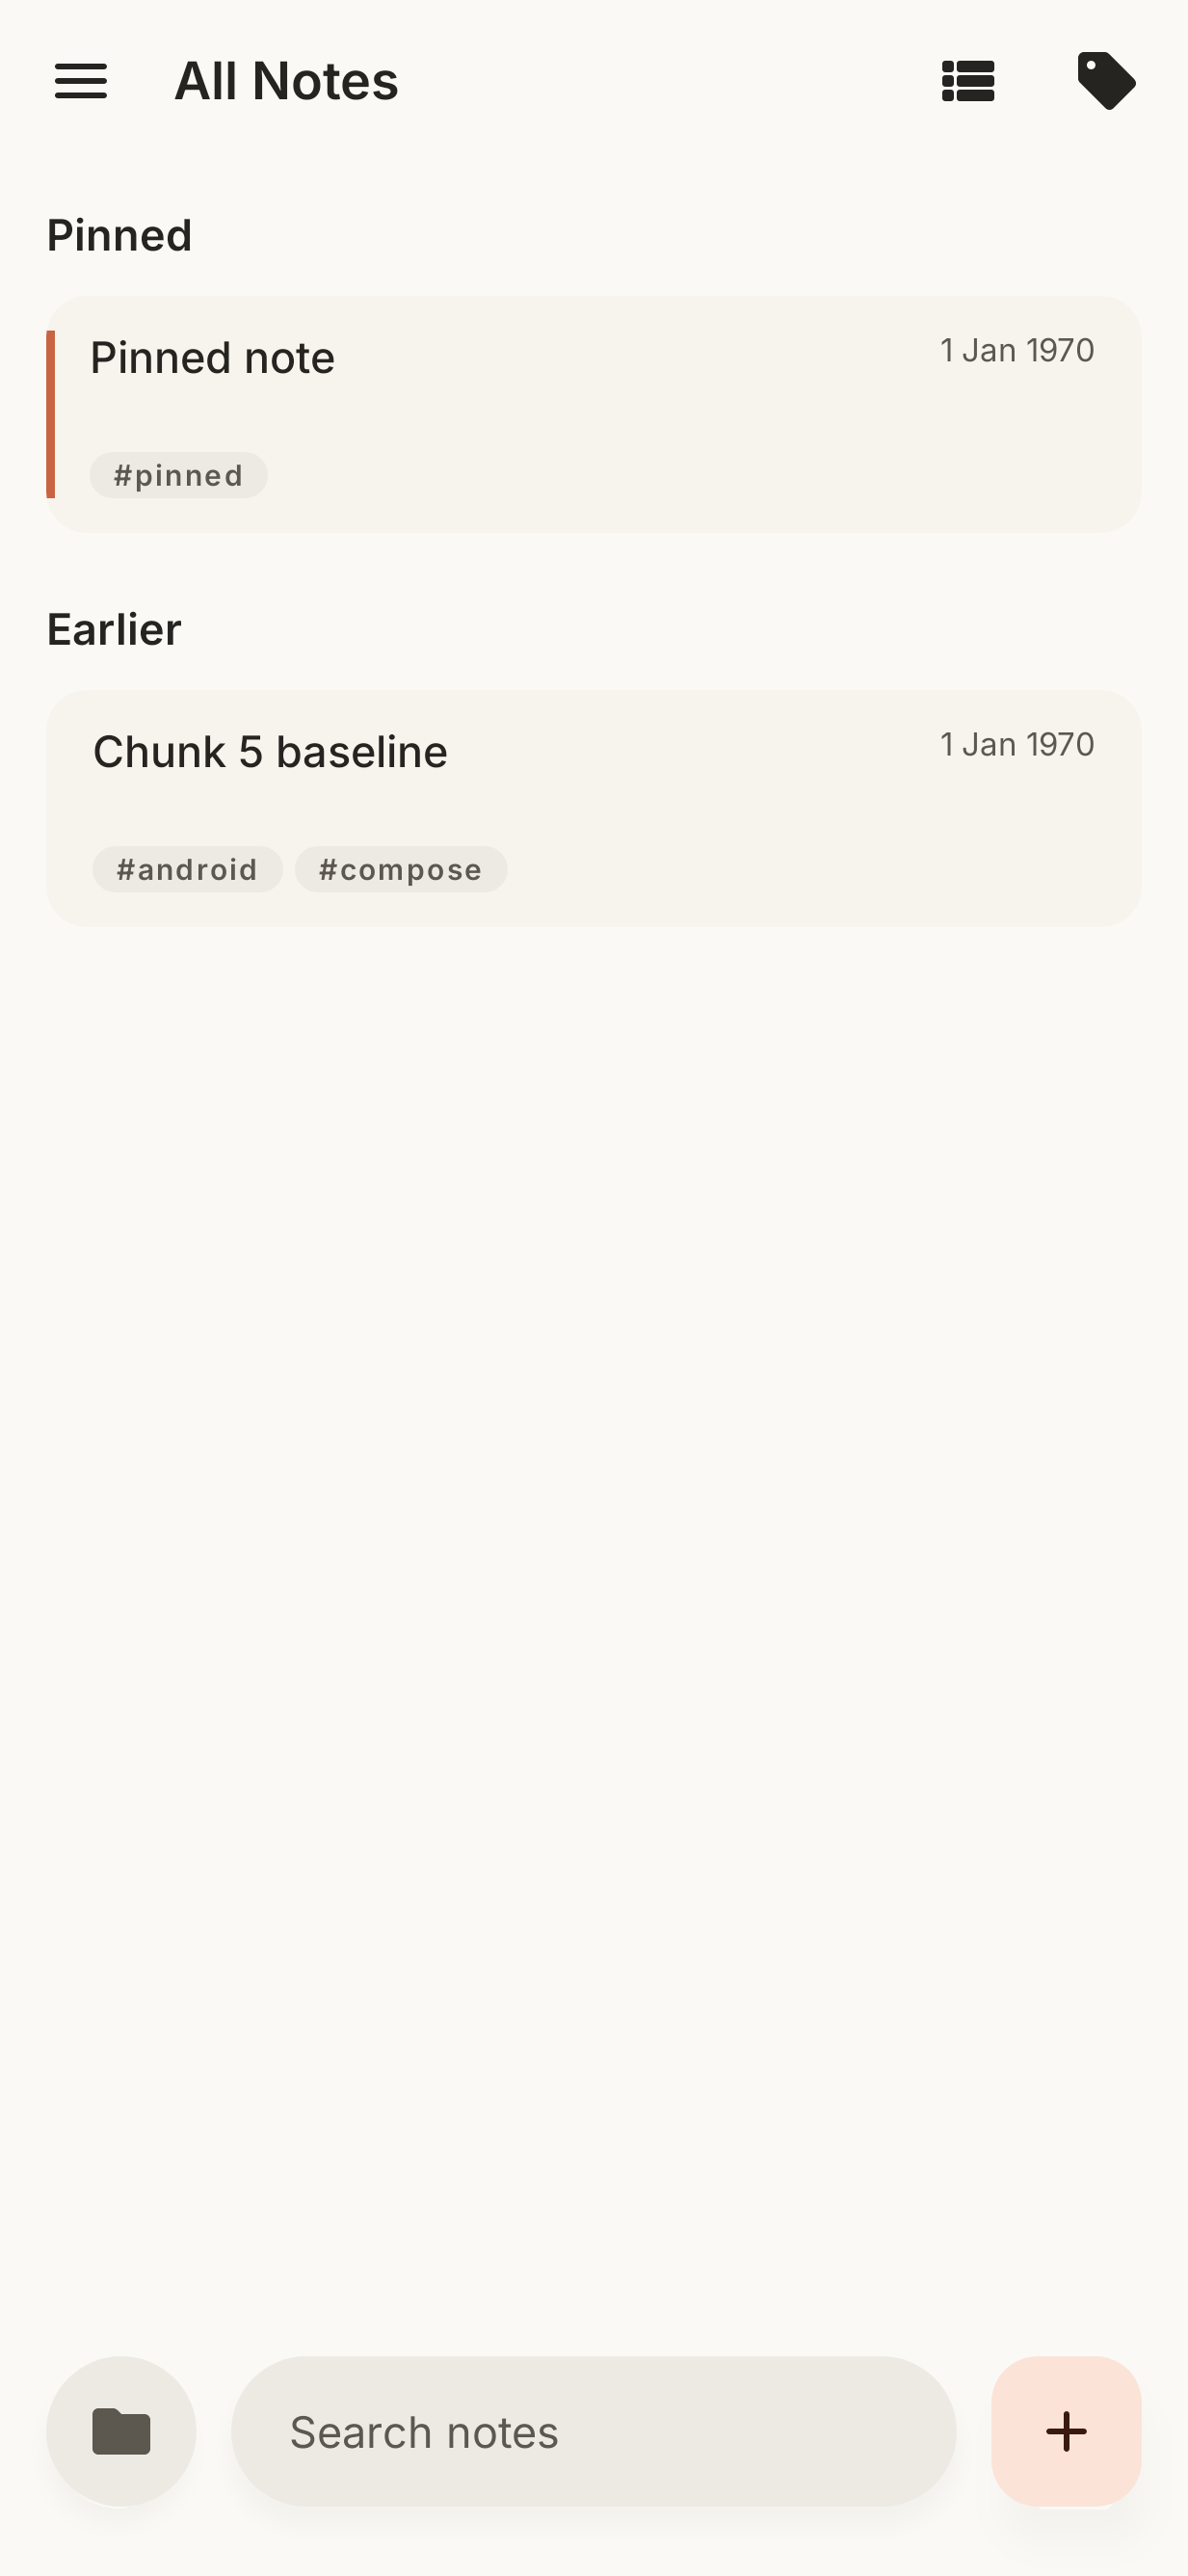 All Notes
Pinned
Pinned note
1 Jan 1970
#pinned
Earlier
Chunk 5 baseline
1 Jan 1970
#android #compose
Search notes